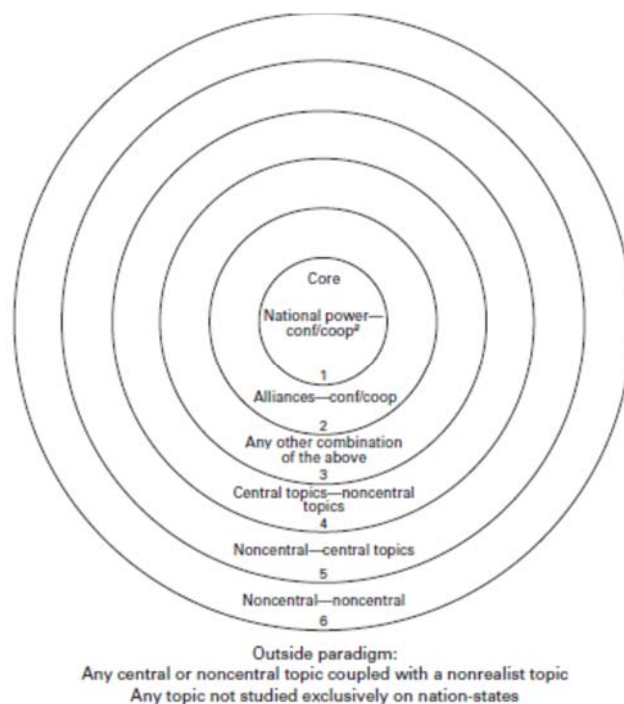 Core
National power—
conf/coop²
1
Alliances—conf/coop
2
Any other combination
of the above
3
Central topics—noncentral
topics
4
Noncentral—central topics
5
Noncentral—noncentral
6
Outside paradigm:
Any central or noncentral topic coupled with a nonrealist topic
Any topic not studied exclusively on nation-states